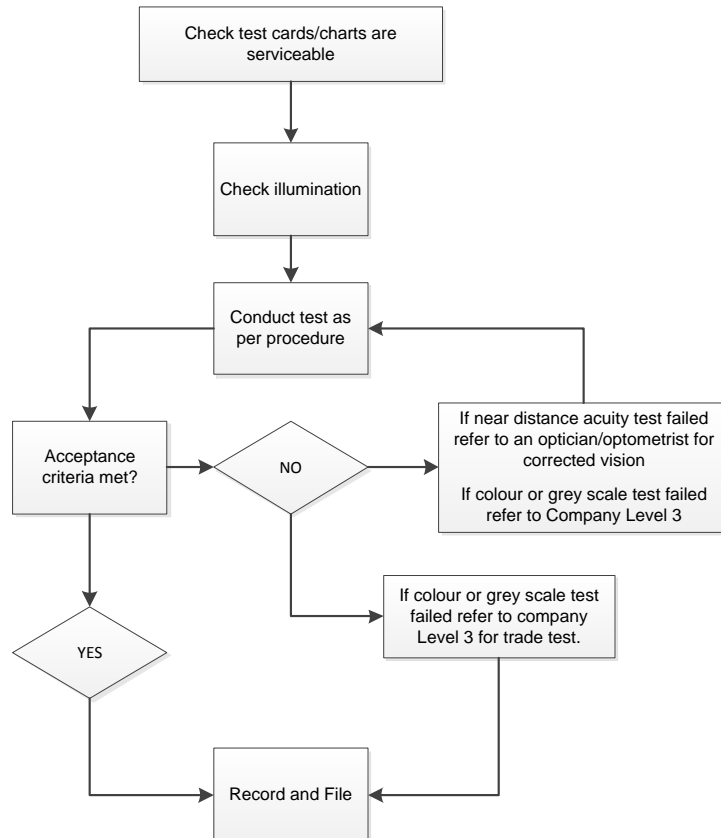 Check test cards/charts are
serviceable
Check illumination
Conduct test as
per procedure
Acceptance
criteria met?
NO
If near distance acuity test failed
refer to an optician/optometrist for
corrected vision
If colour or grey scale test failed
refer to Company Level 3
If colour or grey scale test
failed refer to company
Level 3 for trade test.
YES
Record and File